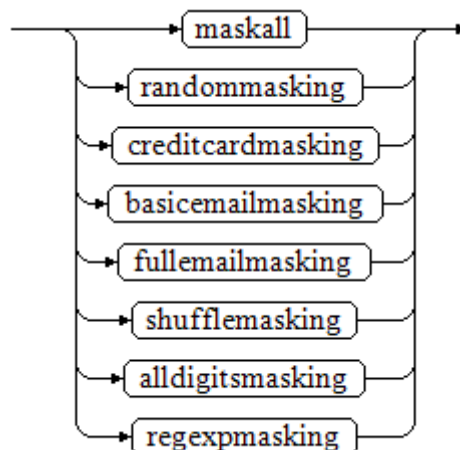 maskall
randommasking
creditcardmasking
basicemailmasking
fullemailmasking
shufflemasking
alldigitsmasking
regexpmasking